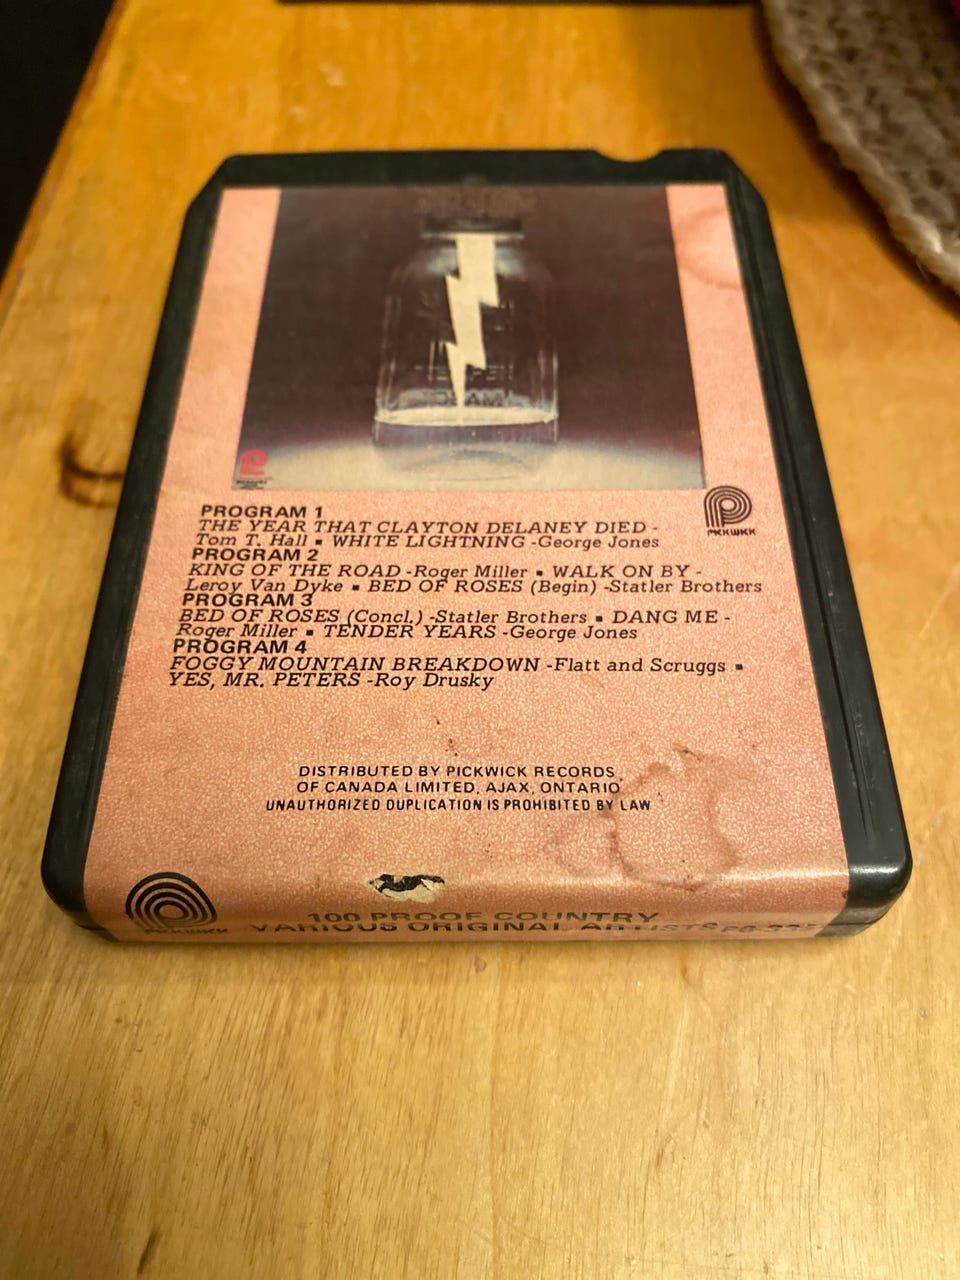 PICKWICK
PROGRAM 1
THE YEAR THAT CLAYTON DELANEY DIED -
Tom T. Hall ▪ WHITE LIGHTNING -George Jones
PROGRAM 2
KING OF THE ROAD -Roger Miller ▪ WALK ON BY -
Leroy Van Dyke ▪ BED OF ROSES (Begin) -Statler Brothers
PROGRAM 3
BED OF ROSES (Concl.) -Statler Brothers ▪ DANG ME -
Roger Miller ▪ TENDER YEARS -George Jones
PROGRAM 4
FOGGY MOUNTAIN BREAKDOWN -Flatt and Scruggs ▪
YES, MR. PETERS -Roy Drusky
DISTRIBUTED BY PICKWICK RECORDS
OF CANADA LIMITED, AJAX, ONTARIO
UNAUTHORIZED DUPLICATION IS PROHIBITED BY LAW
100 PROOF COUNTRY
PICKWICK VARIOUS ORIGINAL ARTISTS